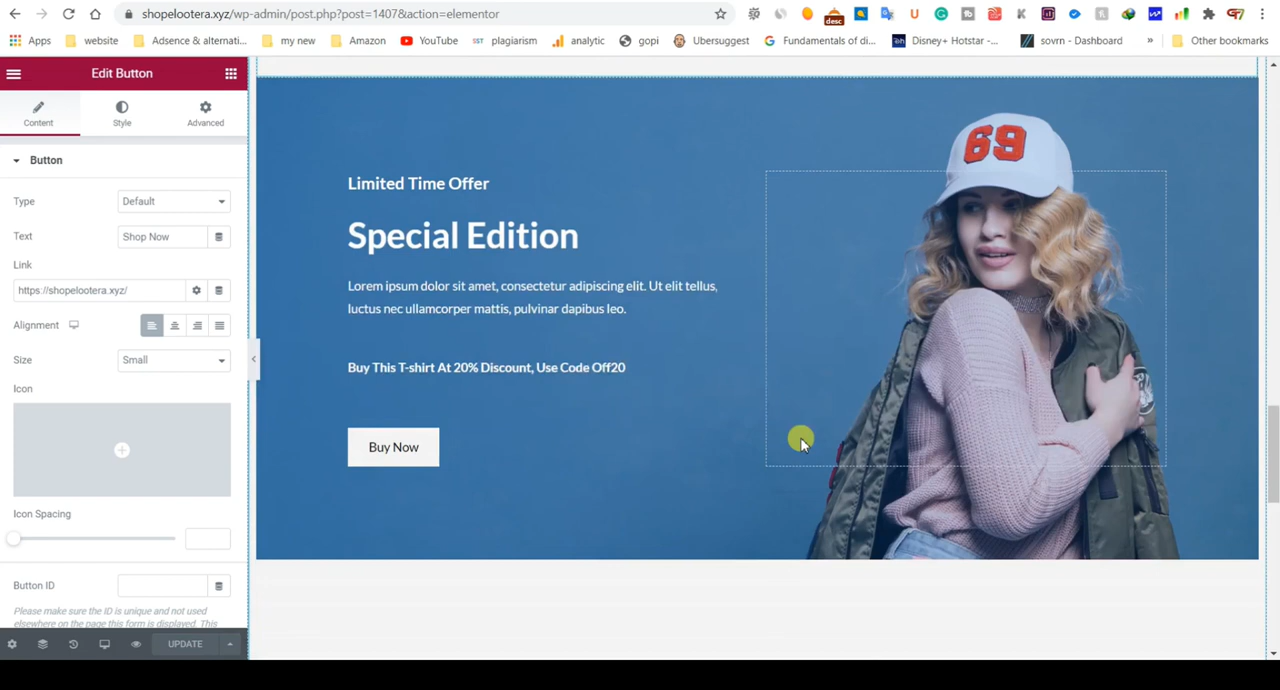 shopelootera.xyz/wp-admin/post.php?post=1407&action=elementor
desc
Apps
website
Adsence & alternati...
my new
Amazon
YouTube
SST
plagiarism
analytic
gopi
Ubersuggest
Fundamentals of di...
Disney+ Hotstar -...
sovrn - Dashboard
»
Other bookmarks
Edit Button
Content
Style
Advanced
Button
Type
Default
Text
Shop Now
Link
https://shopelootera.xyz/
Alignment
Size
Small
Icon
Icon Spacing
Button ID
Please make sure the ID is unique and not used
elsewhere on the page this form is displayed. This
UPDATE
Limited Time Offer
Special Edition
Lorem ipsum dolor sit amet, consectetur adipiscing elit. Ut elit tellus,
luctus nec ullamcorper mattis, pulvinar dapibus leo.
Buy This T-shirt At 20% Discount, Use Code Off20
Buy Now
69